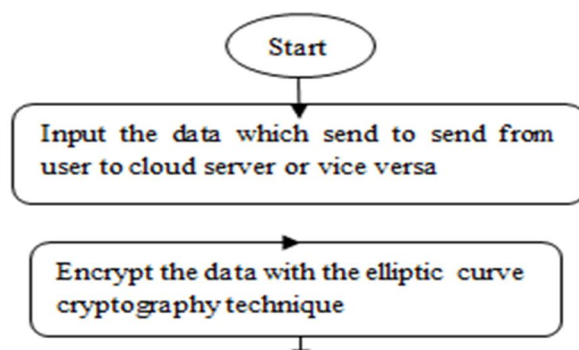 Start
Input the data which send to send from
user to cloud server or vice versa
Encrypt the data with the elliptic curve
cryptography technique